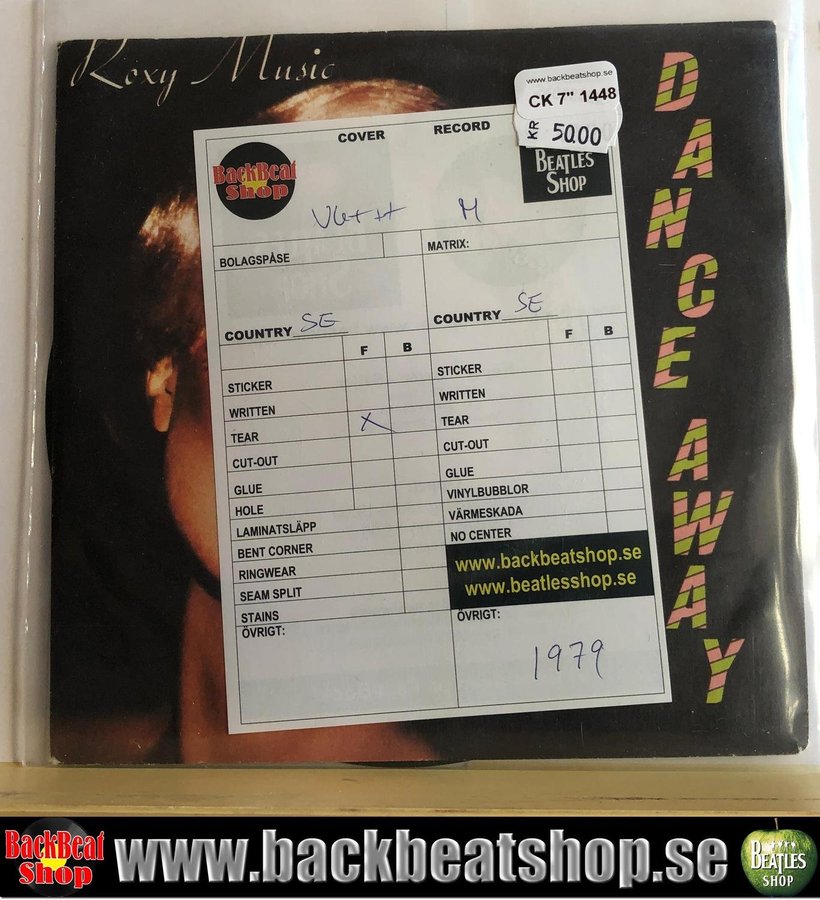 Roxy Music
DANCE AWAY
www.backbeatshop.se
CK 7" 1448
KR 50.00
COVER RECORD
BackBeat
Shop
BEATLES
SHOP
VG++ M
BOLAGSPÅSE MATRIX:
COUNTRY SE COUNTRY SE
F B F B
STICKER STICKER
WRITTEN WRITTEN
TEAR X TEAR
CUT-OUT CUT-OUT
GLUE GLUE
HOLE VINYLBUBBLOR
LAMINATSLÄPP VÄRMESKADA
BENT CORNER NO CENTER
RINGWEAR www.backbeatshop.se
SEAM SPLIT www.beatlesshop.se
STAINS
ÖVRIGT: ÖVRIGT:
1979
BackBeat
Shop
www.backbeatshop.se
BEATLES
SHOP